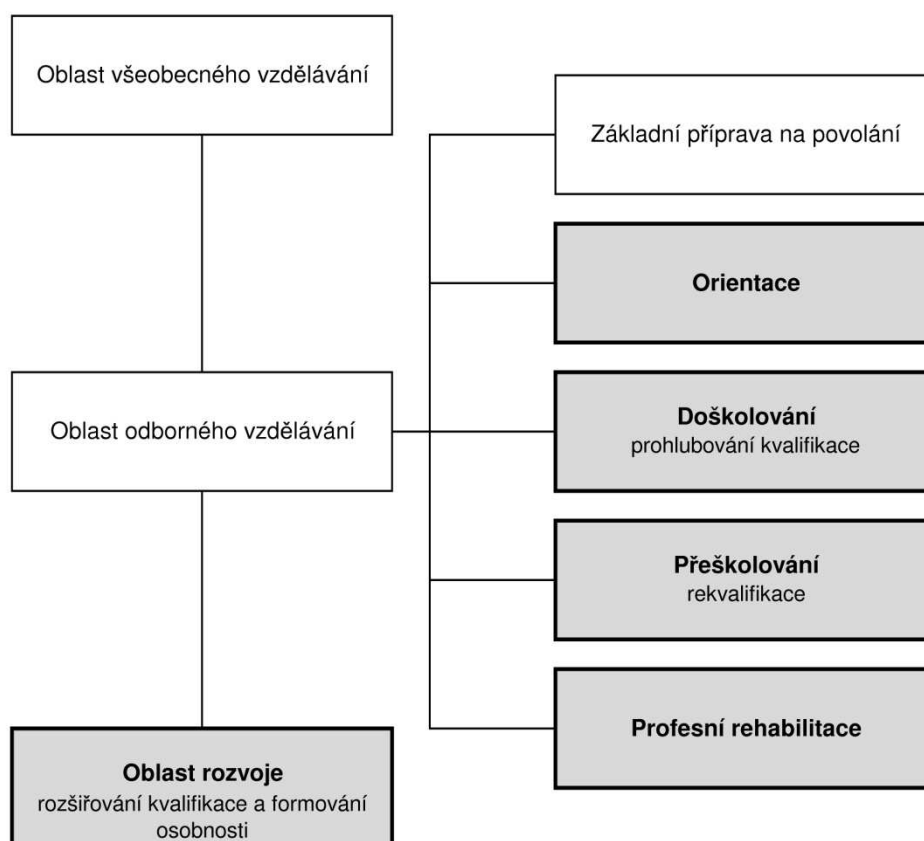 Oblast všeobecného vzdělávání
Základní příprava na povolání
Orientace
Oblast odborného vzdělávání
Doškolování
prohlubování kvalifikace
Přeškolování
rekvalifikace
Profesní rehabilitace
Oblast rozvoje
rozšiřování kvalifikace a formování
osobnosti